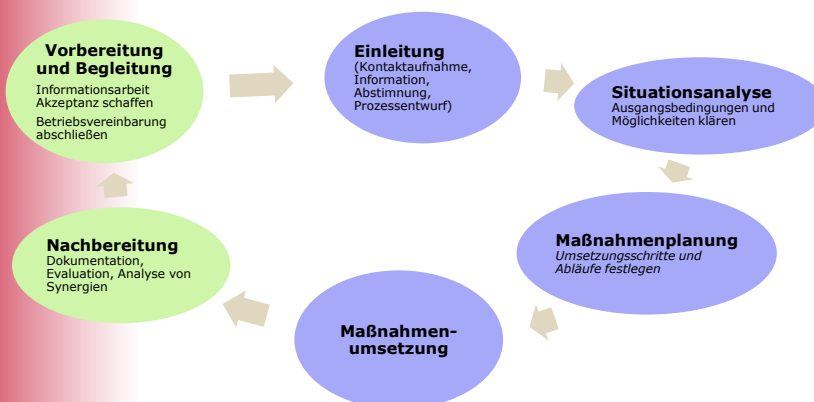 Vorbereitung
und Begleitung
Informationsarbeit
Akzeptanz schaffen
Betriebsvereinbarung
abschließen
Einleitung
(Kontaktaufnahme,
Information,
Abstimnung,
Prozessentwurf)
Situationsanalyse
Ausgangsbedingungen und
Möglichkeiten klären
Maßnahmenplanung
Umsetzungsschritte und
Abläufe festlegen
Maßnahmen-
umsetzung
Nachbereitung
Dokumentation,
Evaluation, Analyse von
Synergien